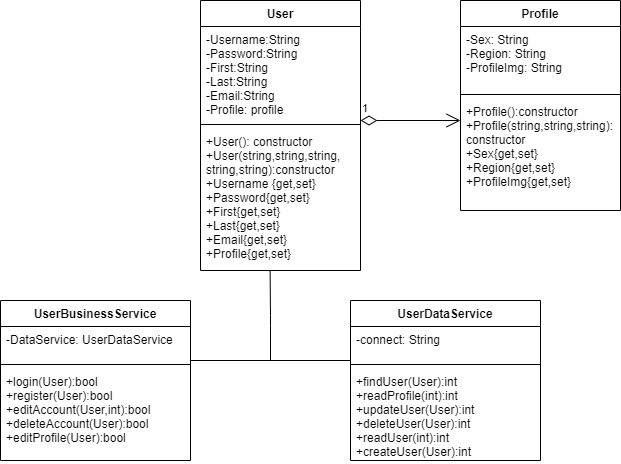 User
-Username:String
-Password:String
-First:String
-Last:String
-Email:String
-Profile: profile
+User(): constructor
+User(string,string,string,
string,string):constructor
+Username {get,set}
+Password{get,set}
+First{get,set}
+Last{get,set}
+Email{get,set}
+Profile{get,set}
1
Profile
-Sex: String
-Region: String
-ProfileImg: String
+Profile():constructor
+Profile(string,string,string):
constructor
+Sex{get,set}
+Region{get,set}
+ProfileImg{get,set}
UserBusinessService
-DataService: UserDataService
+login(User):bool
+register(User):bool
+editAccount(User,int):bool
+deleteAccount(User):bool
+editProfile(User):bool
UserDataService
-connect: String
+findUser(User):int
+readProfile(int):int
+updateUser(User):int
+deleteUser(User):int
+readUser(int):int
+createUser(User):int